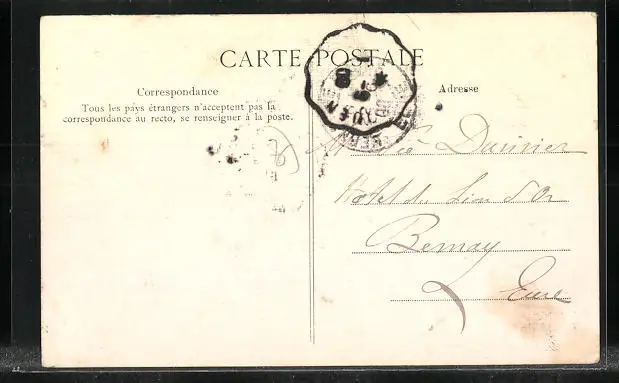 CARTE POSTALE
Correspondance
Tous les pays étrangers n'acceptent pas la
correspondance au recto, se renseigner à la poste.
Adresse
Hôtel du Lion d'Or
Bernay
Eure